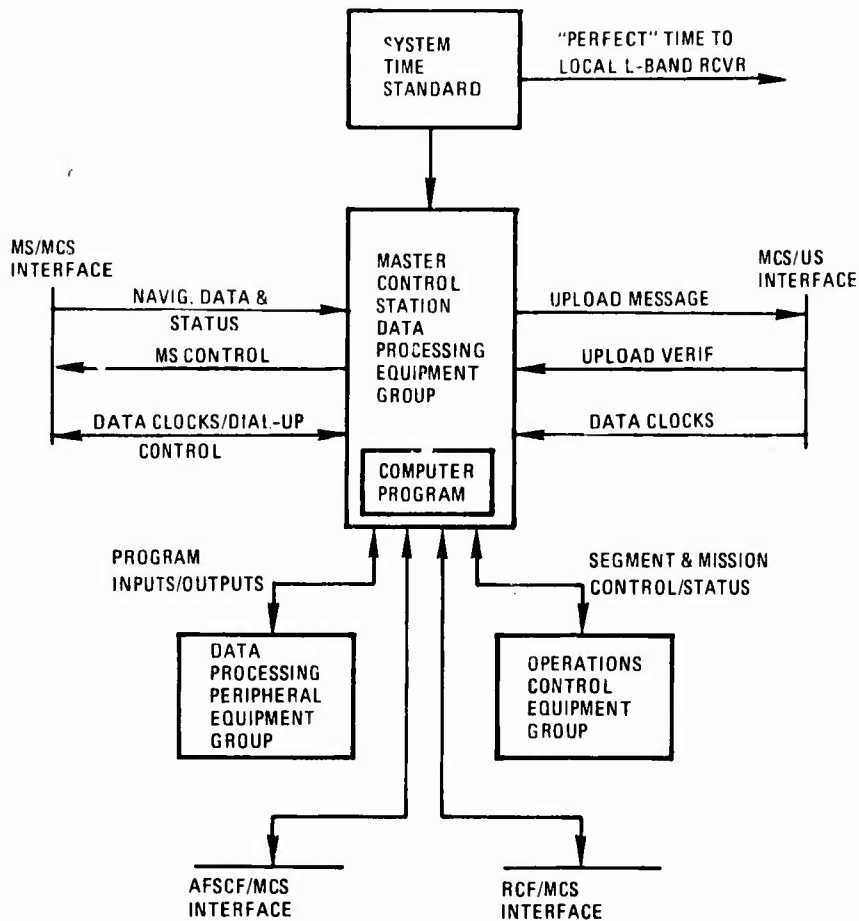 SYSTEM
TIME
STANDARD
"PERFECT" TIME TO
LOCAL L-BAND RCVR
MS/MCS
INTERFACE
NAVIG. DATA &
STATUS
MS CONTROL
DATA CLOCKS/DIAL-UP
CONTROL
MASTER
CONTROL
STATION
DATA
PROCESSING
EQUIPMENT
GROUP
COMPUTER
PROGRAM
MCS/US
INTERFACE
UPLOAD MESSAGE
UPLOAD VERIF
DATA CLOCKS
PROGRAM
INPUTS/OUTPUTS
SEGMENT & MISSION
CONTROL/STATUS
DATA
PROCESSING
PERIPHERAL
EQUIPMENT
GROUP
OPERATIONS
CONTROL
EQUIPMENT
GROUP
AFSCF/MCS
INTERFACE
RCF/MCS
INTERFACE